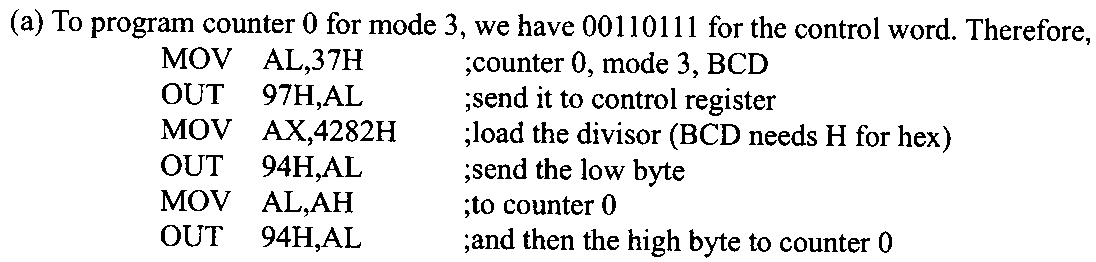 (a) To program counter 0 for mode 3, we have 00110111 for the control word. Therefore,
MOV AL,37H ;counter 0, mode 3, BCD
OUT 97H,AL ;send it to control register
MOV AX,4282H ;load the divisor (BCD needs H for hex)
OUT 94H,AL ;send the low byte
MOV AL,AH ;to counter 0
OUT 94H,AL ;and then the high byte to counter 0